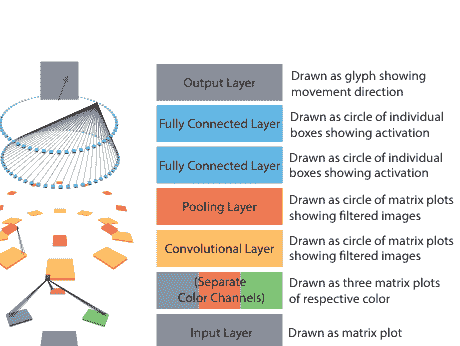 Output Layer
Drawn as glyph showing
movement direction
Fully Connected Layer
Drawn as circle of individual
boxes showing activation
Fully Connected Layer
Drawn as circle of individual
boxes showing activation
Pooling Layer
Drawn as circle of matrix plots
showing filtered images
Convolutional Layer
Drawn as circle of matrix plots
showing filtered images
(Separate
Color Channels)
Drawn as three matrix plots
of respective color
Input Layer
Drawn as matrix plot